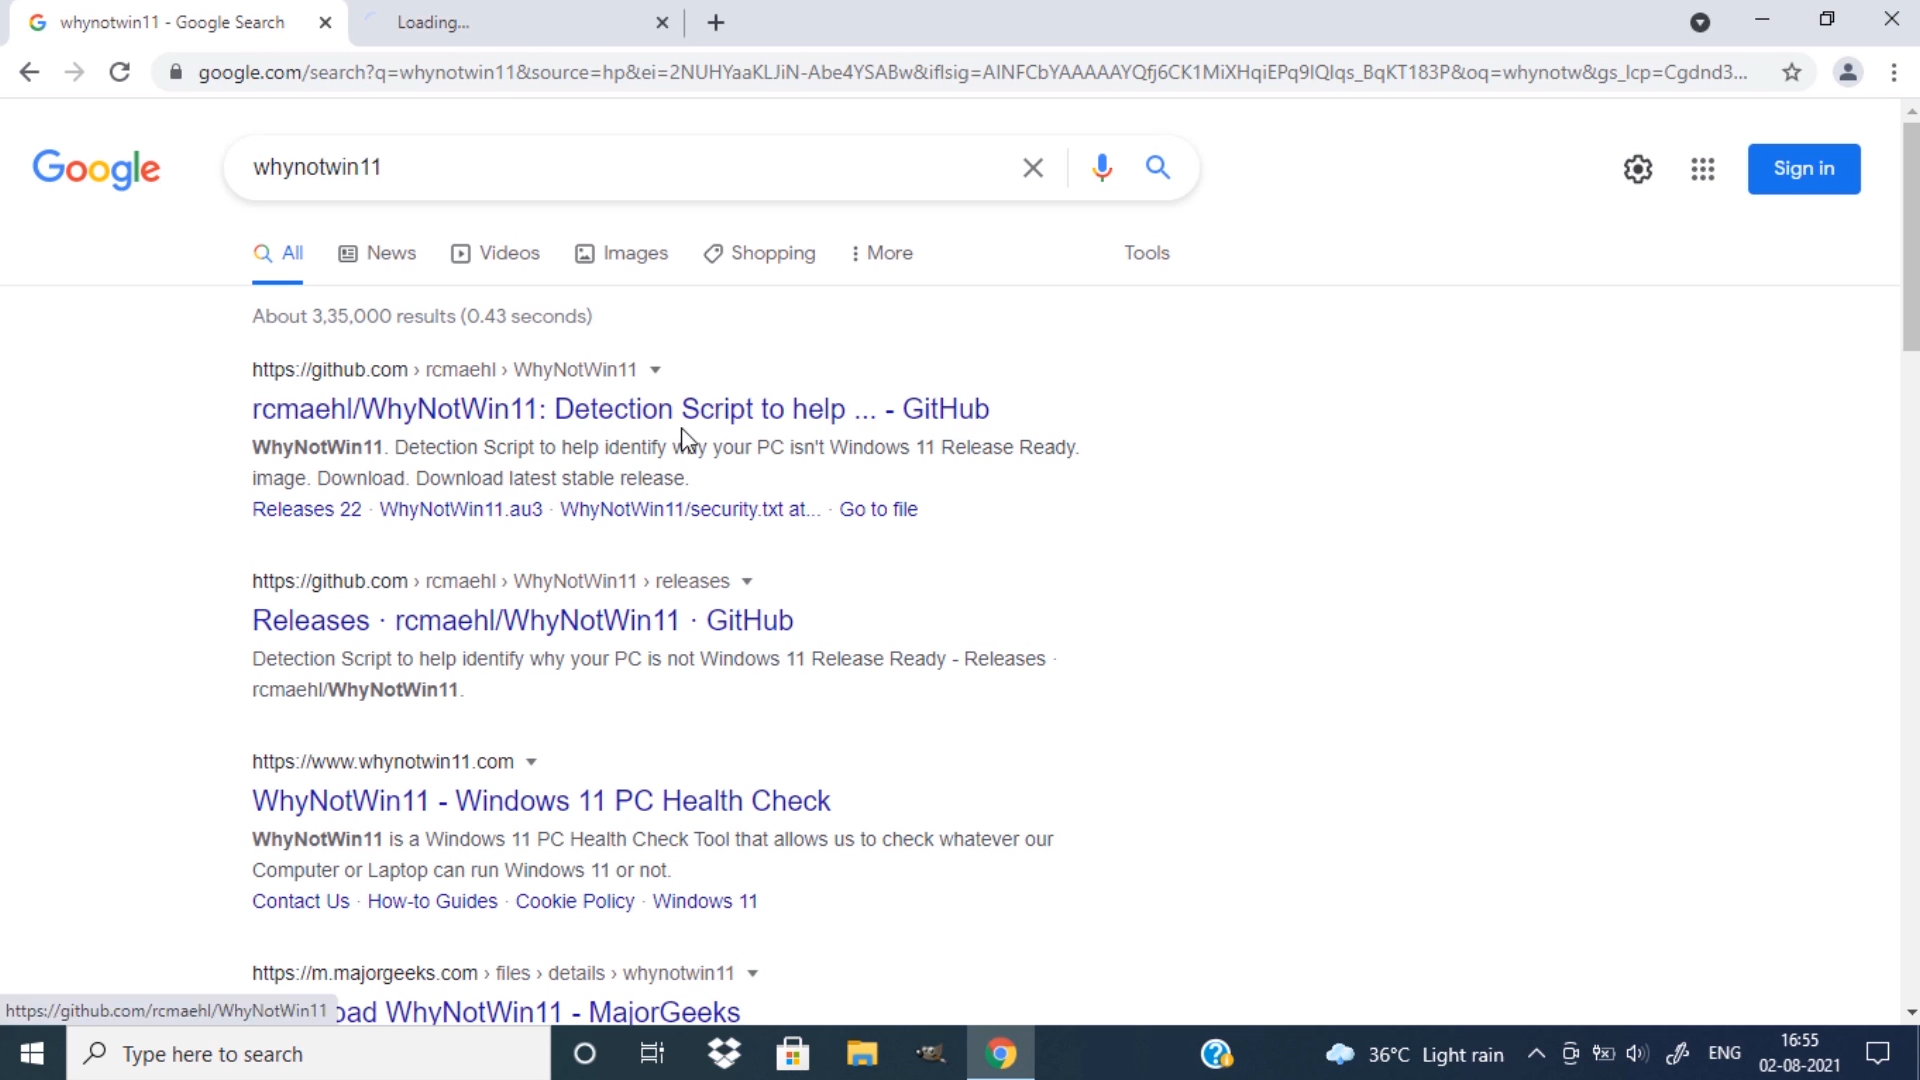 whynotwin11 - Google Search
Loading...
google.com/search?q=whynotwin11&source=hp&ei=2NUHYaaKLJiN-Abe4YSABw&iflsig=AINFCbYAAAAAYQfj6CK1MiXHqiEPq9IQlqs_BqKT183P&oq=whynotw&gs_lcp=Cgdnd3...
Google
whynotwin11
Sign in
All News Videos Images Shopping More Tools
About 3,35,000 results (0.43 seconds)
https://github.com › rcmaehl › WhyNotWin11
rcmaehl/WhyNotWin11: Detection Script to help ... - GitHub
WhyNotWin11. Detection Script to help identify why your PC isn't Windows 11 Release Ready.
image. Download. Download latest stable release.
Releases 22 · WhyNotWin11.au3 · WhyNotWin11/security.txt at... · Go to file
https://github.com › rcmaehl › WhyNotWin11 › releases
Releases · rcmaehl/WhyNotWin11 · GitHub
Detection Script to help identify why your PC is not Windows 11 Release Ready - Releases ·
rcmaehl/WhyNotWin11.
https://www.whynotwin11.com
WhyNotWin11 - Windows 11 PC Health Check
WhyNotWin11 is a Windows 11 PC Health Check Tool that allows us to check whatever our
Computer or Laptop can run Windows 11 or not.
Contact Us · How-to Guides · Cookie Policy · Windows 11
https://m.majorgeeks.com › files › details › whynotwin11
oad WhyNotWin11 - MajorGeeks
https://github.com/rcmaehl/WhyNotWin11
Type here to search
36°C Light rain
ENG
16:55
02-08-2021